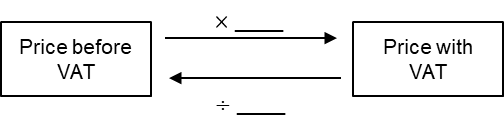 × ____
Price before
VAT
Price with
VAT
÷ ____